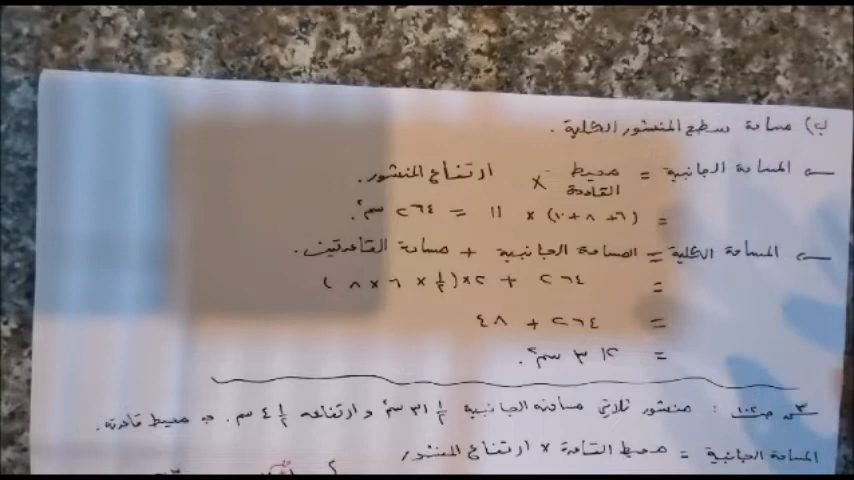 ب) مساحة سطح المنشور الكلية.
المساحة الجانبية = محيط القاعدة × ارتفاع المنشور.
= (٦ + ٨ + ١٠) × ١١ = ٢٦٤ سم٢.
المساحة الكلية = المساحة الجانبية + مساحة القاعدتين.
= ٢٦٤ + ٢×(١/٢ × ٦ × ٨)
= ٢٦٤ + ٤٨
= ٣١٢ سم٢.
س٣ ص١٠٢ : منشور ثلاثي مساحته الجانبية ٣١ ١/٢ سم٢ وارتفاعه ٤ ١/٢ سم. جد محيط قاعدته.
المساحة الجانبية = محيط القاعدة × ارتفاع المنشور